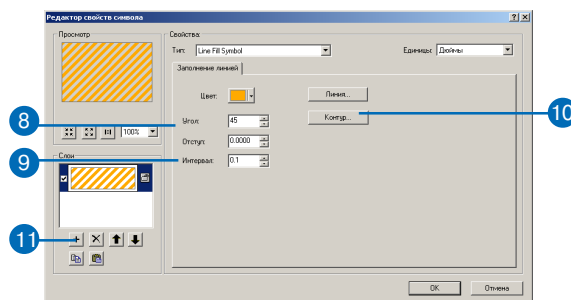 Редактор свойств символа
Просмотр
100%
Слои
Свойства:
Тип: Line Fill Symbol
Единицы: Дюймы
Заполнение линией
Цвет:
Линия...
Контур...
Угол: 45
Отступ: 0.0000
Интервал: 0.1
OK
Отмена
8
9
10
11